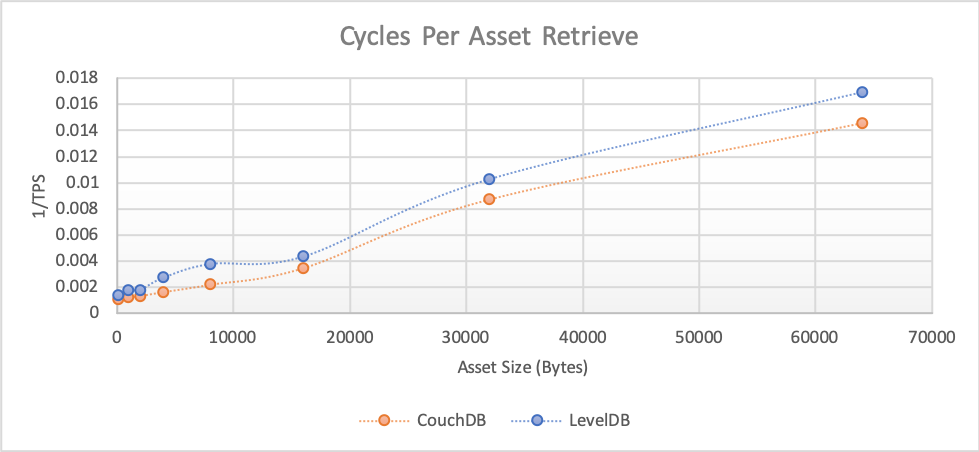 Cycles Per Asset Retrieve
0.018
0.016
0.014
0.012
0.01
0.008
0.006
0.004
0.002
0
1/TPS
0 10000 20000 30000 40000 50000 60000 70000
Asset Size (Bytes)
CouchDB LevelDB